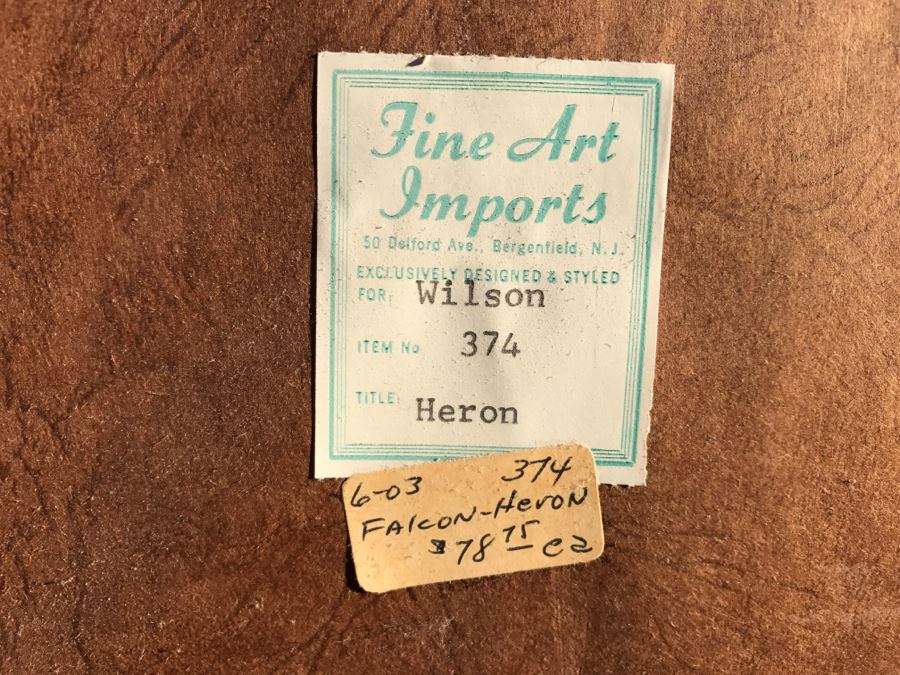 Fine Art
Imports
50 Delford Ave., Bergenfield, N.J.
EXCLUSIVELY DESIGNED & STYLED
FOR: Wilson
ITEM No 374
TITLE: Heron
6-03 374
FALCON-HERON
$78 75 ea